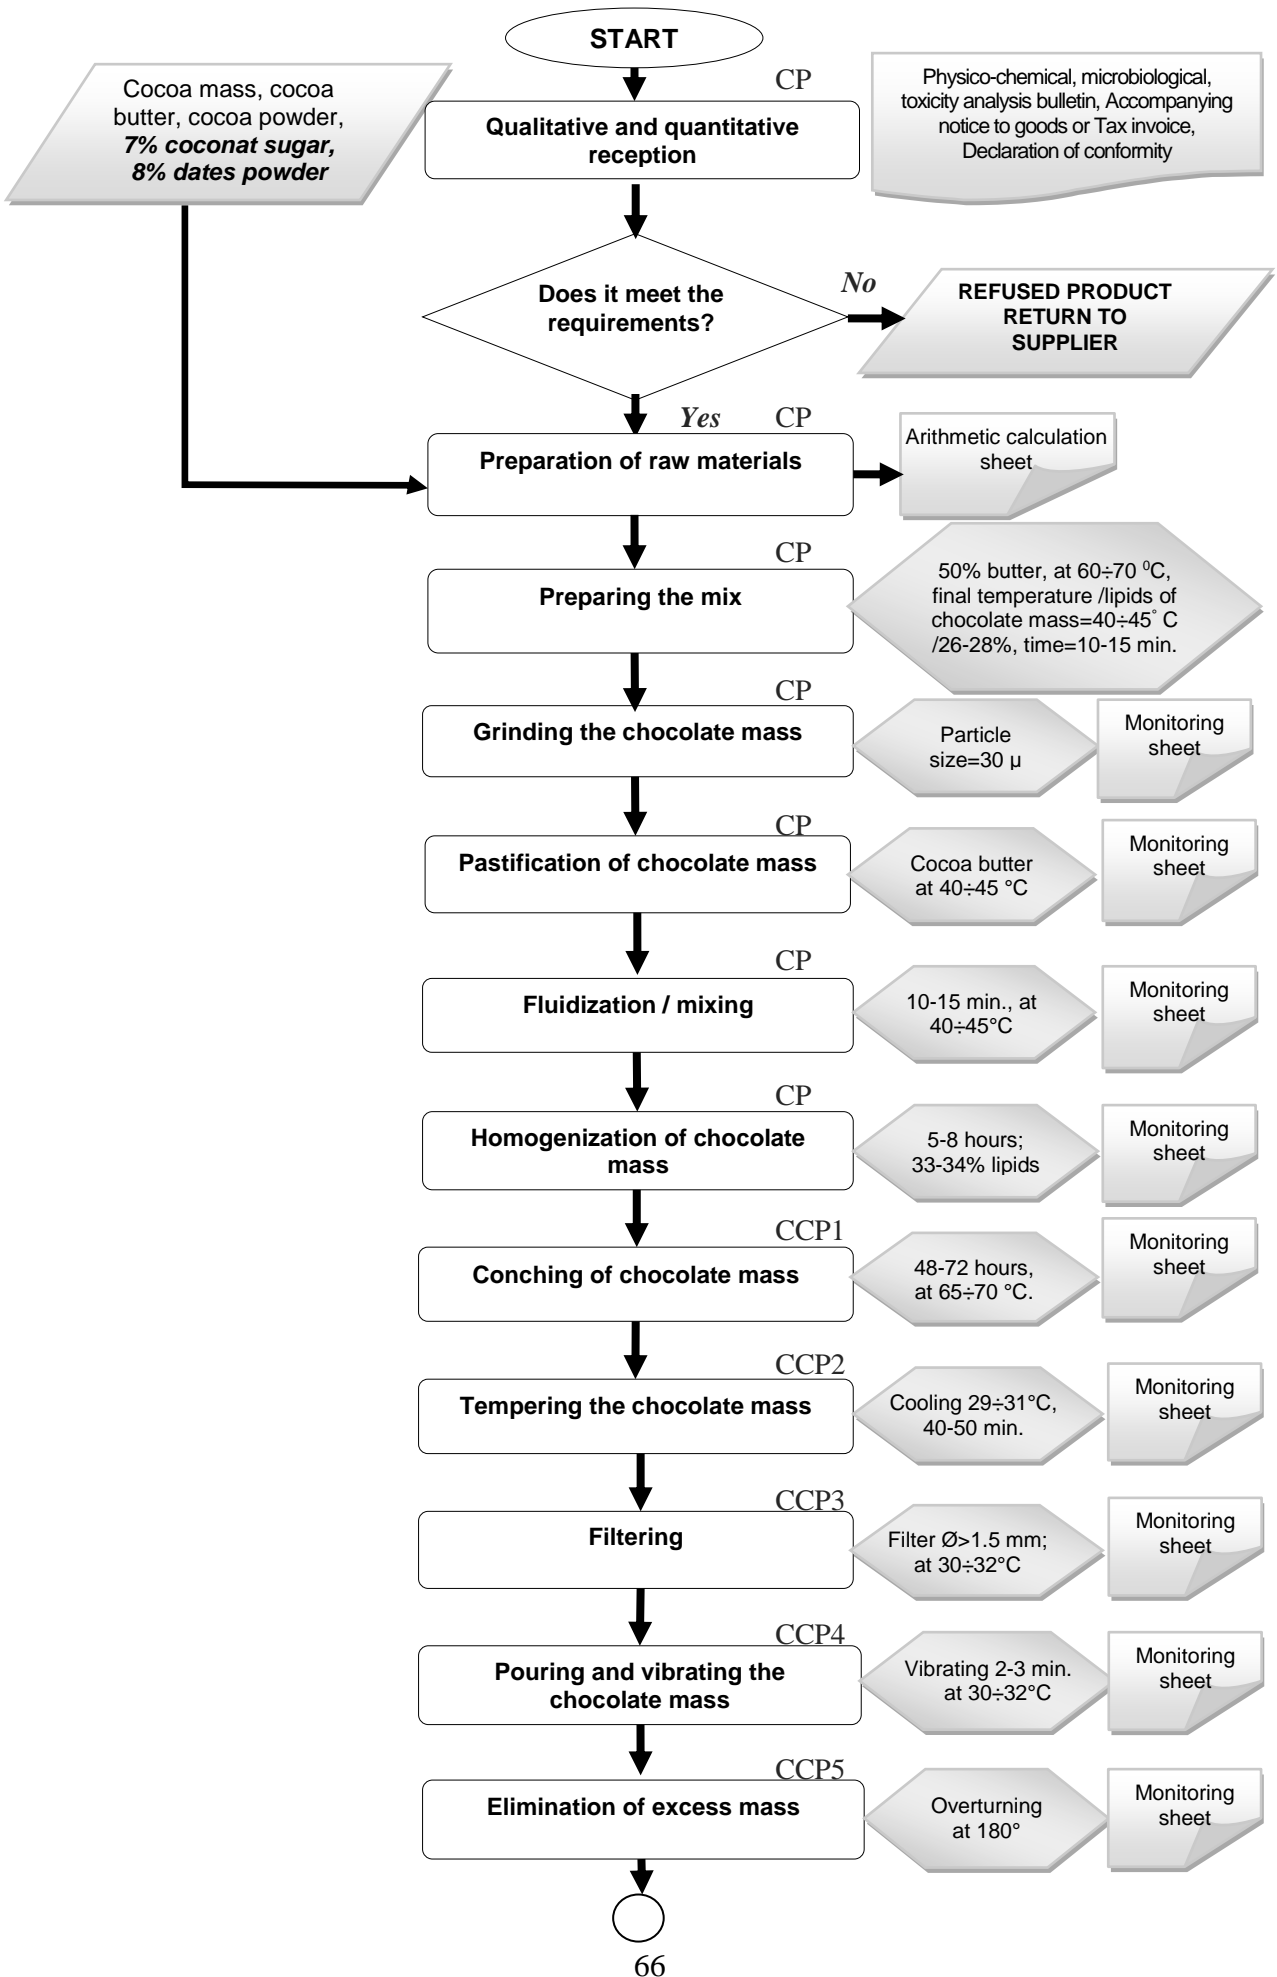 START
CP
Cocoa mass, cocoa
butter, cocoa powder,
7% coconat sugar,
8% dates powder
Qualitative and quantitative
reception
Physico-chemical, microbiological,
toxicity analysis bulletin, Accompanying
notice to goods or Tax invoice,
Declaration of conformity
Does it meet the
requirements?
No
REFUSED PRODUCT
RETURN TO
SUPPLIER
Yes
CP
Preparation of raw materials
Arithmetic calculation
sheet
CP
Preparing the mix
50% butter, at 60÷70 ⁰C,
final temperature /lipids of
chocolate mass=40÷45° C
/26-28%, time=10-15 min.
CP
Grinding the chocolate mass
Particle
size=30 µ
Monitoring
sheet
CP
Pastification of chocolate mass
Cocoa butter
at 40÷45 °C
Monitoring
sheet
CP
Fluidization / mixing
10-15 min., at
40÷45°C
Monitoring
sheet
CP
Homogenization of chocolate
mass
5-8 hours;
33-34% lipids
Monitoring
sheet
CCP1
Conching of chocolate mass
48-72 hours,
at 65÷70 °C.
Monitoring
sheet
CCP2
Tempering the chocolate mass
Cooling 29÷31°C,
40-50 min.
Monitoring
sheet
CCP3
Filtering
Filter Ø>1.5 mm;
at 30÷32°C
Monitoring
sheet
CCP4
Pouring and vibrating the
chocolate mass
Vibrating 2-3 min.
at 30÷32°C
Monitoring
sheet
CCP5
Elimination of excess mass
Overturning
at 180°
Monitoring
sheet
66